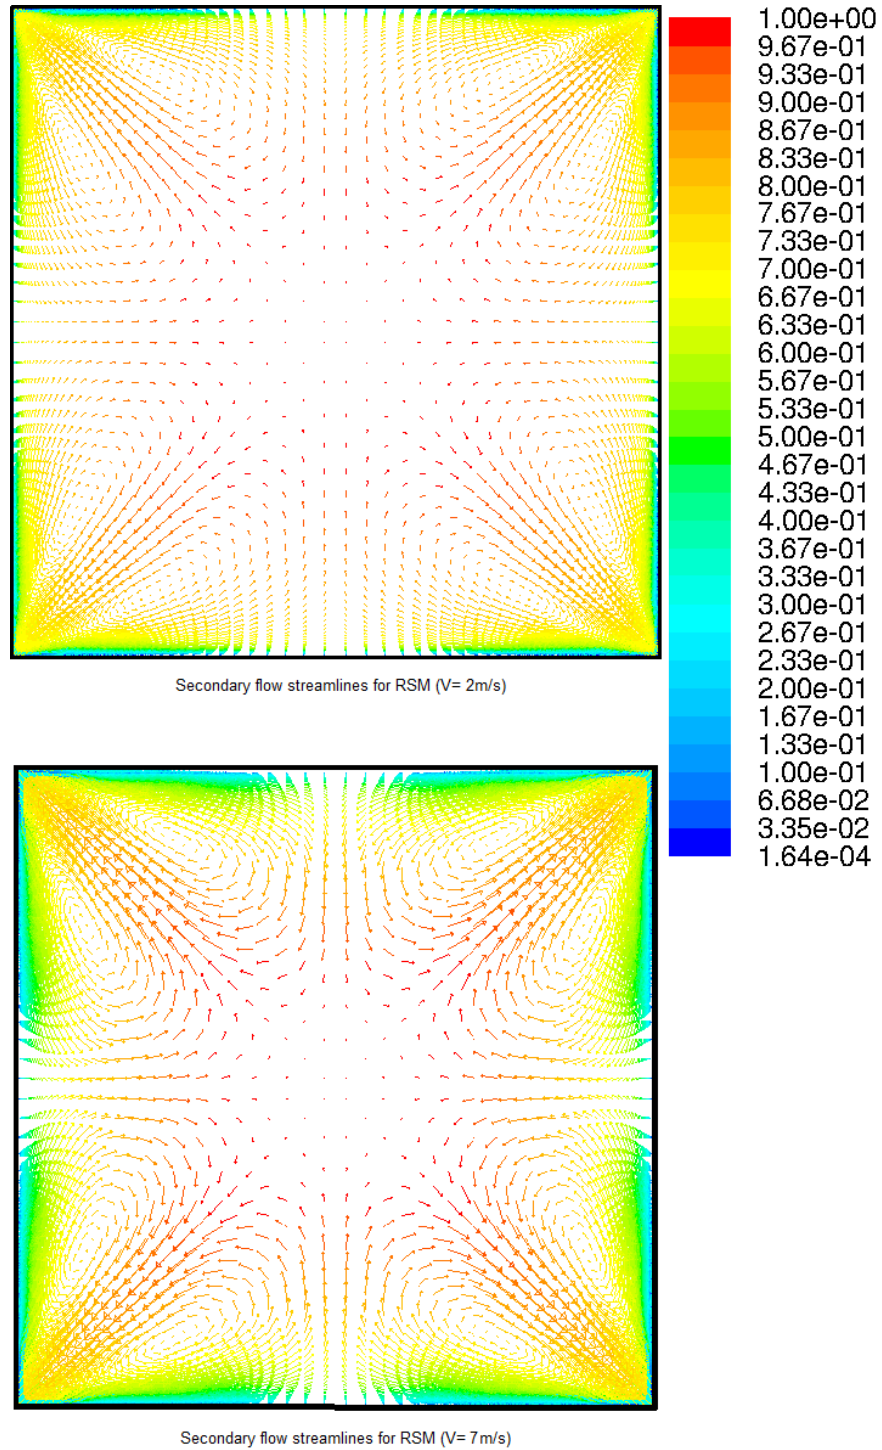 1.00e+00
9.67e-01
9.33e-01
9.00e-01
8.67e-01
8.33e-01
8.00e-01
7.67e-01
7.33e-01
7.00e-01
6.67e-01
6.33e-01
6.00e-01
5.67e-01
5.33e-01
5.00e-01
4.67e-01
4.33e-01
4.00e-01
3.67e-01
3.33e-01
3.00e-01
2.67e-01
2.33e-01
2.00e-01
1.67e-01
1.33e-01
1.00e-01
6.68e-02
3.35e-02
1.64e-04
Secondary flow streamlines for RSM (V= 2m/s)
Secondary flow streamlines for RSM (V= 7m/s)